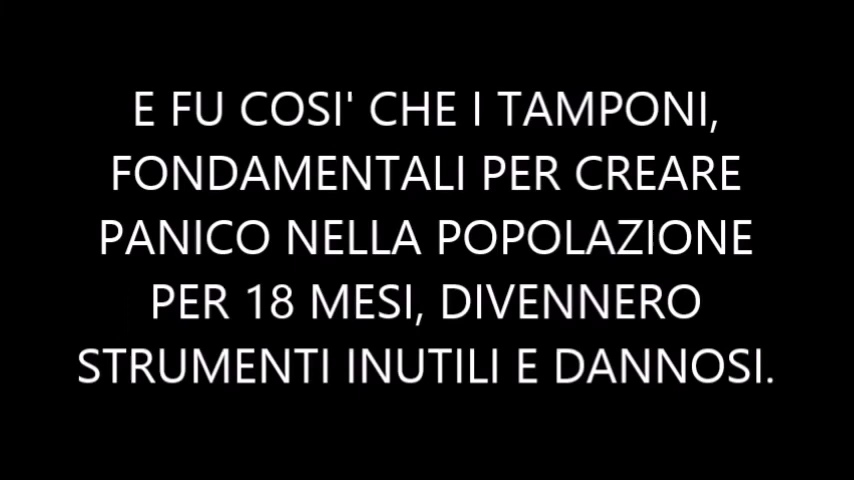 E FU COSI' CHE I TAMPONI,
FONDAMENTALI PER CREARE
PANICO NELLA POPOLAZIONE
PER 18 MESI, DIVENNERO
STRUMENTI INUTILI E DANNOSI.